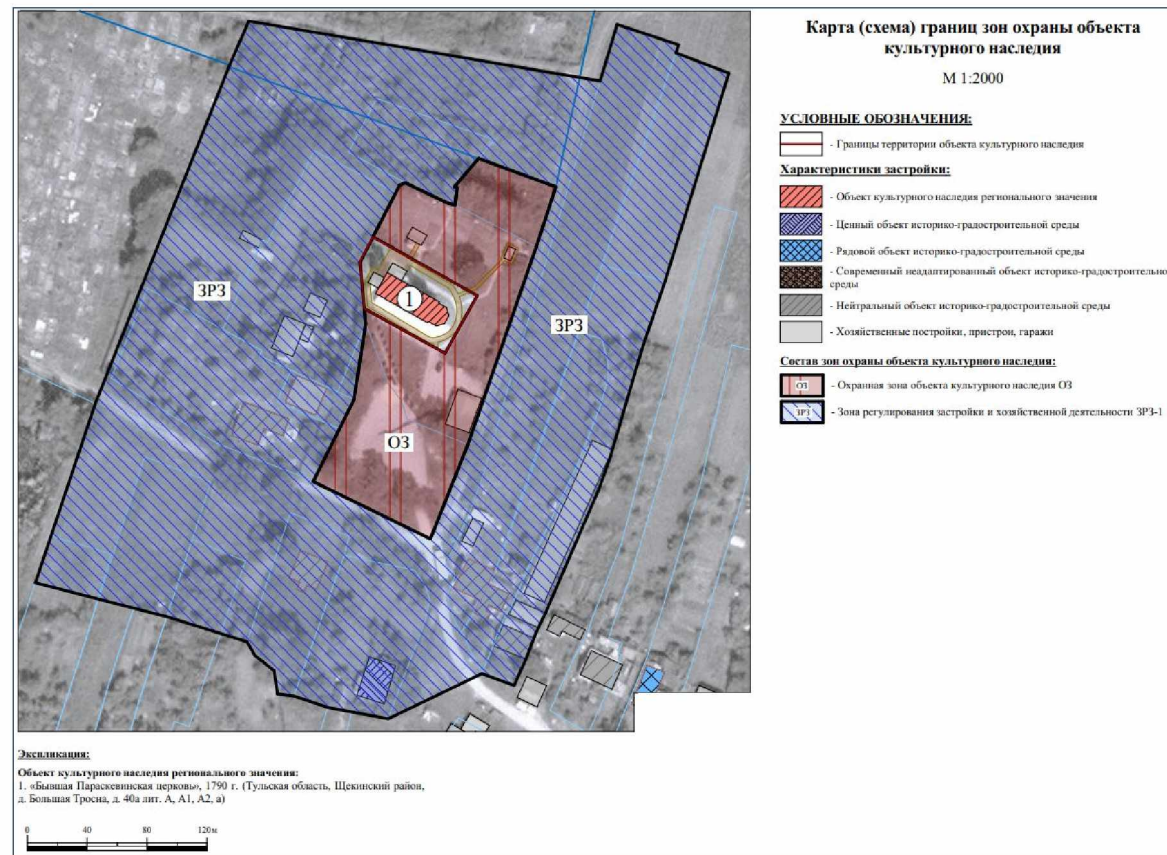 Карта (схема) границ зон охраны объекта
культурного наследия
М 1:2000
УСЛОВНЫЕ ОБОЗНАЧЕНИЯ:
- Границы территории объекта культурного наследия
Характеристики застройки:
- Объект культурного наследия регионального значения
- Ценный объект историко-градостроительной среды
- Рядовой объект историко-градостроительной среды
- Современный неадаптированный объект историко-градостроительно
среды
- Нейтральный объект историко-градостроительной среды
- Хозяйственные постройки, пристрои, гаражи
Состав зон охраны объекта культурного наследия:
ОЗ - Охранная зона объекта культурного наследия ОЗ
ЗРЗ - Зона регулирования застройки и хозяйственной деятельности ЗРЗ-1
ЗРЗ
1
ЗРЗ
ОЗ
Экспликация:
Объект культурного наследия регионального значения:
1. «Бывшая Параскевинская церковь», 1790 г. (Тульская область, Щекинский район,
д. Большая Тросна, д. 40а лит. А, А1, А2, а)
0 40 80 120м